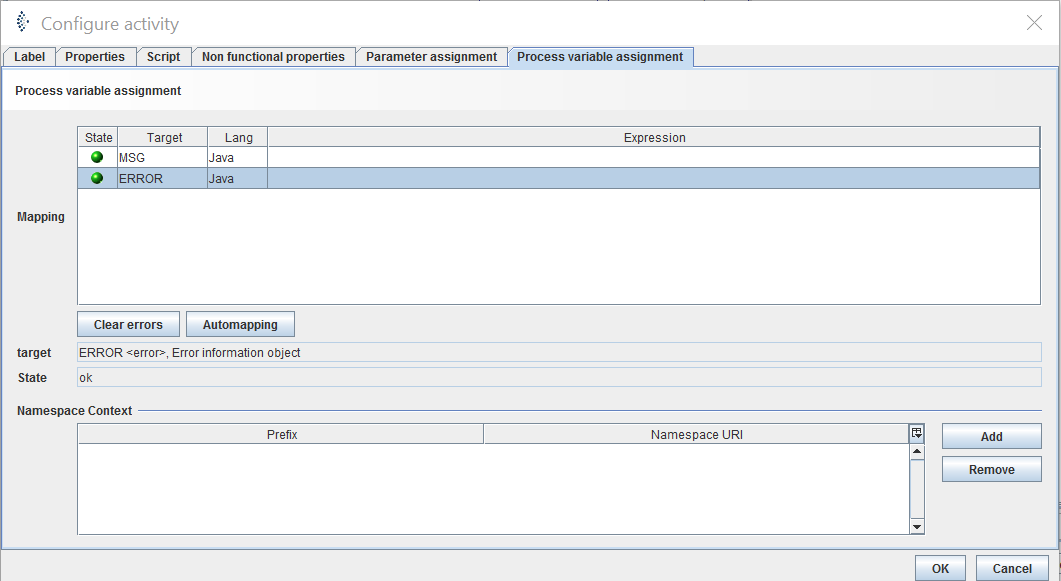 Configure activity
Label Properties Script Non functional properties Parameter assignment Process variable assignment
Process variable assignment
State Target Lang Expression
MSG Java
ERROR Java
Mapping
Clear errors Automapping
target ERROR <error>, Error information object
State ok
Namespace Context
Prefix Namespace URI
Add
Remove
OK Cancel